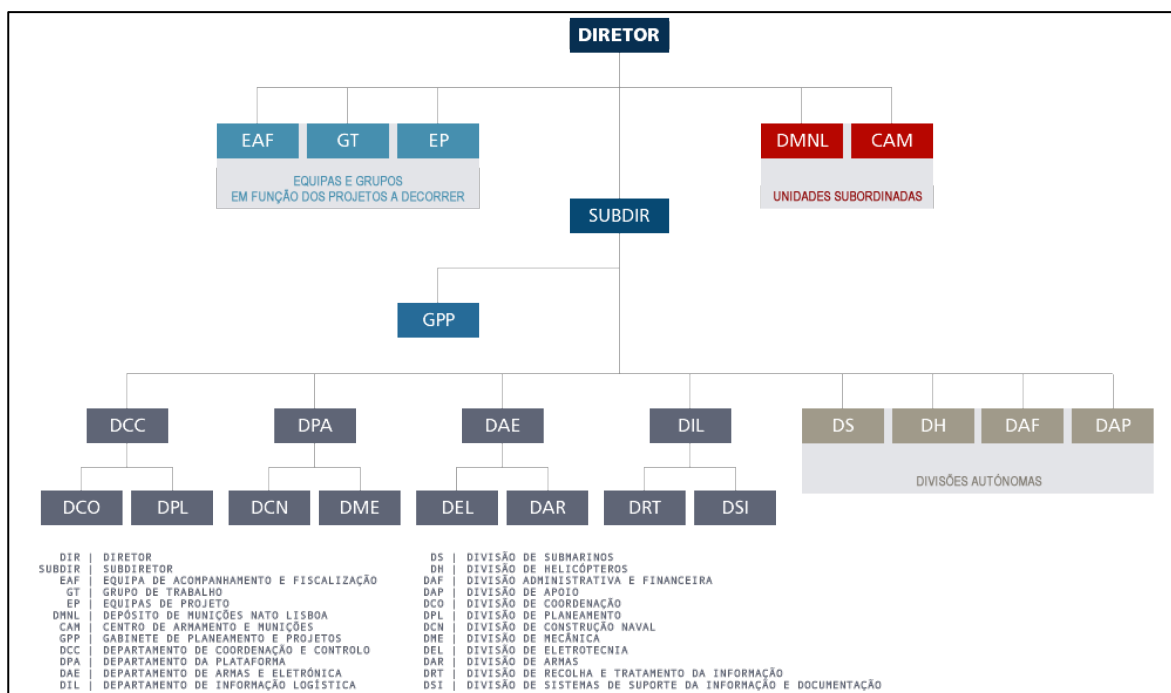 DIRETOR
EAF GT EP DMNL CAM
EQUIPAS E GRUPOS
EM FUNÇÃO DOS PROJETOS A DECORRER
UNIDADES SUBORDINADAS
SUBDIR
GPP
DCC DPA DAE DIL DS DH DAF DAP
DIVISÕES AUTÓNOMAS
DCO DPL DCN DME DEL DAR DRT DSI
DIR | DIRETOR
SUBDIR | SUBDIRETOR
EAF | EQUIPA DE ACOMPANHAMENTO E FISCALIZAÇÃO
GT | GRUPO DE TRABALHO
EP | EQUIPAS DE PROJETO
DMNL | DEPÓSITO DE MUNIÇÕES NATO LISBOA
CAM | CENTRO DE ARMAMENTO E MUNIÇÕES
GPP | GABINETE DE PLANEAMENTO E PROJETOS
DCC | DEPARTAMENTO DE COORDENAÇÃO E CONTROLO
DPA | DEPARTAMENTO DA PLATAFORMA
DAE | DEPARTAMENTO DE ARMAS E ELETRÓNICA
DIL | DEPARTAMENTO DE INFORMAÇÃO LOGÍSTICA
DS | DIVISÃO DE SUBMARINOS
DH | DIVISÃO DE HELICÓPTEROS
DAF | DIVISÃO ADMINISTRATIVA E FINANCEIRA
DAP | DIVISÃO DE APOIO
DCO | DIVISÃO DE COORDENAÇÃO
DPL | DIVISÃO DE PLANEAMENTO
DCN | DIVISÃO DE CONSTRUÇÃO NAVAL
DME | DIVISÃO DE MECÂNICA
DEL | DIVISÃO DE ELETROTECNIA
DAR | DIVISÃO DE ARMAS
DRT | DIVISÃO DE RECOLHA E TRATAMENTO DA INFORMAÇÃO
DSI | DIVISÃO DE SISTEMAS DE SUPORTE DA INFORMAÇÃO E DOCUMENTAÇÃO